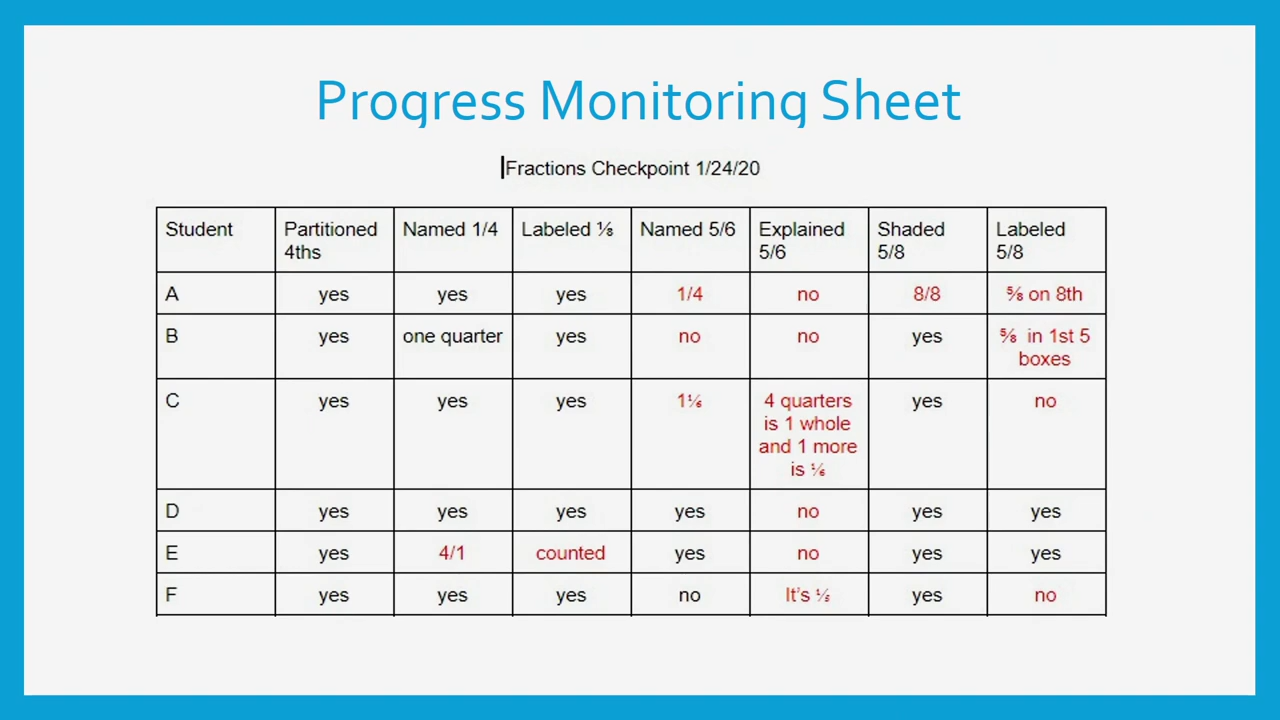 Progress Monitoring Sheet
Fractions Checkpoint 1/24/20
Student Partitioned 4ths Named 1/4 Labeled ⅙ Named 5/6 Explained 5/6 Shaded 5/8 Labeled 5/8
A yes yes yes 1/4 no 8/8 ⅝ on 8th
B yes one quarter yes no no yes ⅝ in 1st 5 boxes
C yes yes yes 1⅙ 4 quarters is 1 whole and 1 more is ⅙ yes no
D yes yes yes yes no yes yes
E yes 4/1 counted yes no yes yes
F yes yes yes no It's yes no